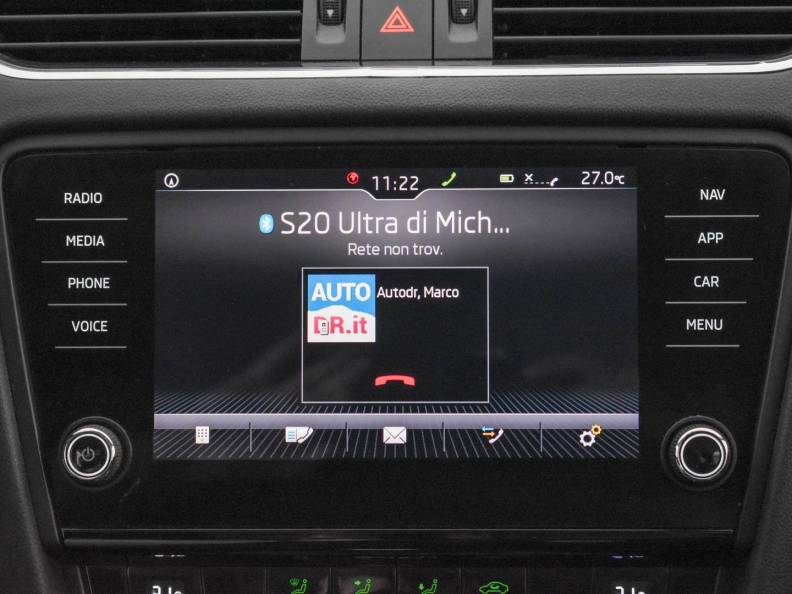 RADIO
MEDIA
PHONE
VOICE
11:22
27.0°C
S20 Ultra di Mich...
Rete non trov.
AUTO
DR.it
Autodr, Marco
NAV
APP
CAR
MENU